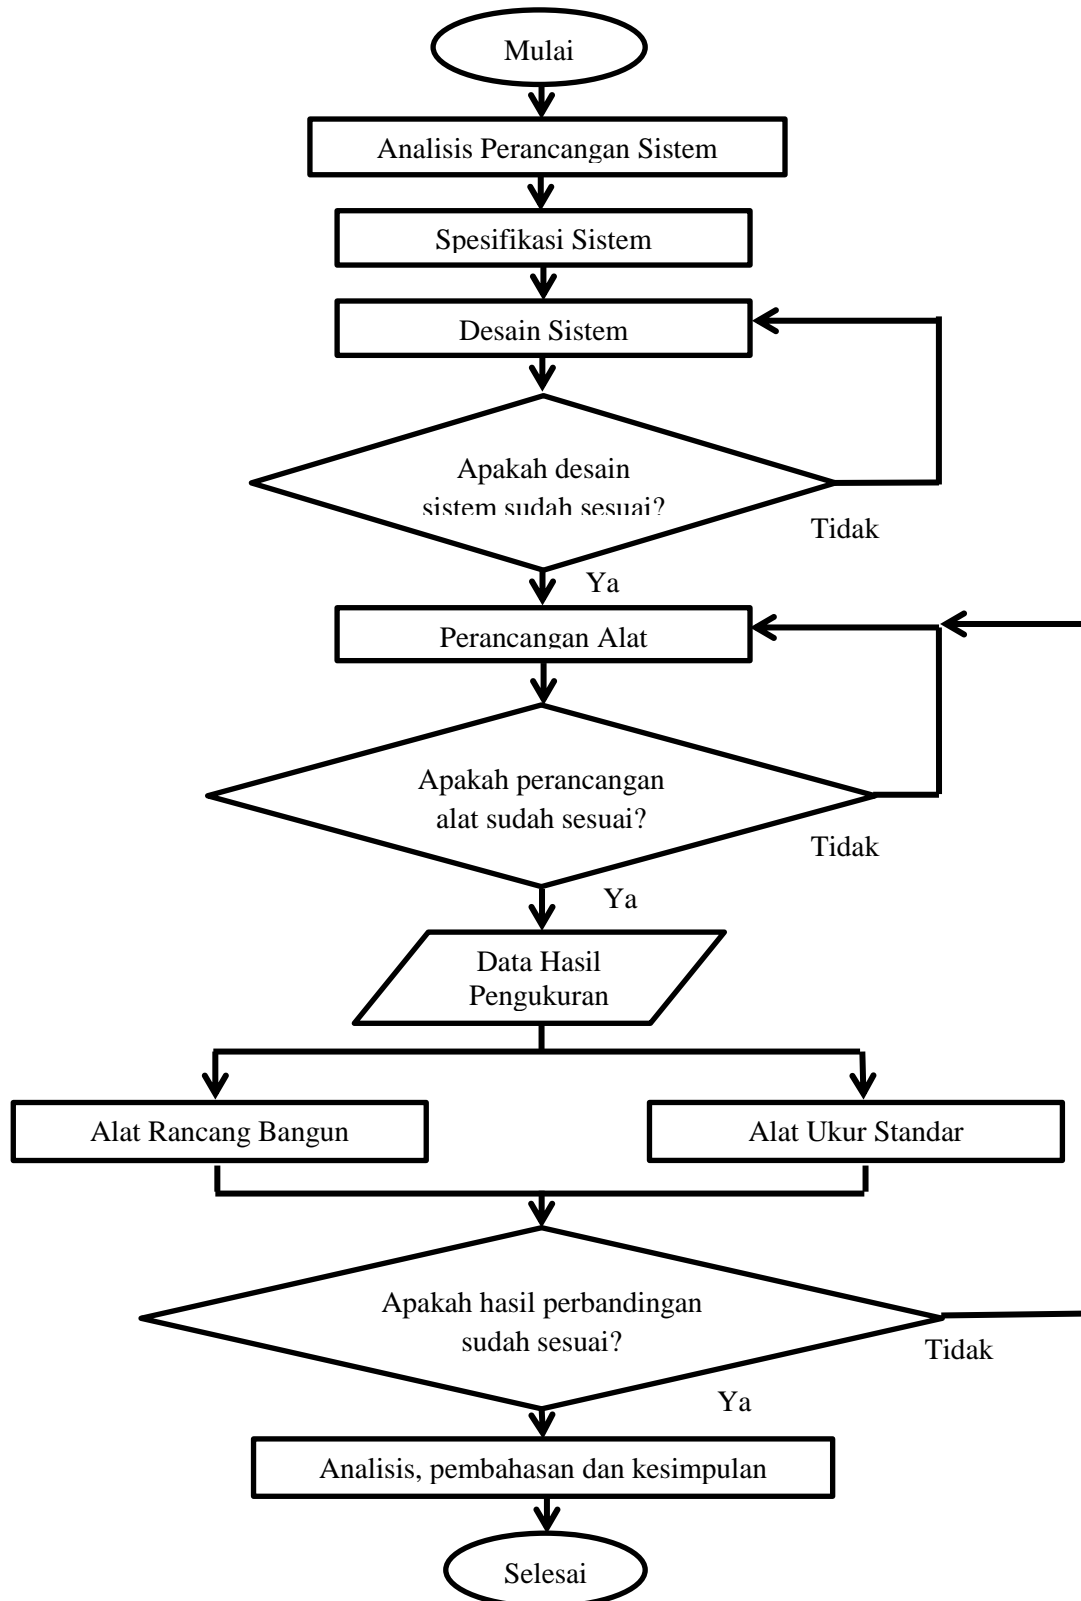 Mulai
Analisis Perancangan Sistem
Spesifikasi Sistem
Desain Sistem
Apakah desain
sistem sudah sesuai?
Tidak
Ya
Perancangan Alat
Apakah perancangan
alat sudah sesuai?
Tidak
Ya
Data Hasil
Pengukuran
Alat Rancang Bangun
Alat Ukur Standar
Apakah hasil perbandingan
sudah sesuai?
Tidak
Ya
Analisis, pembahasan dan kesimpulan
Selesai